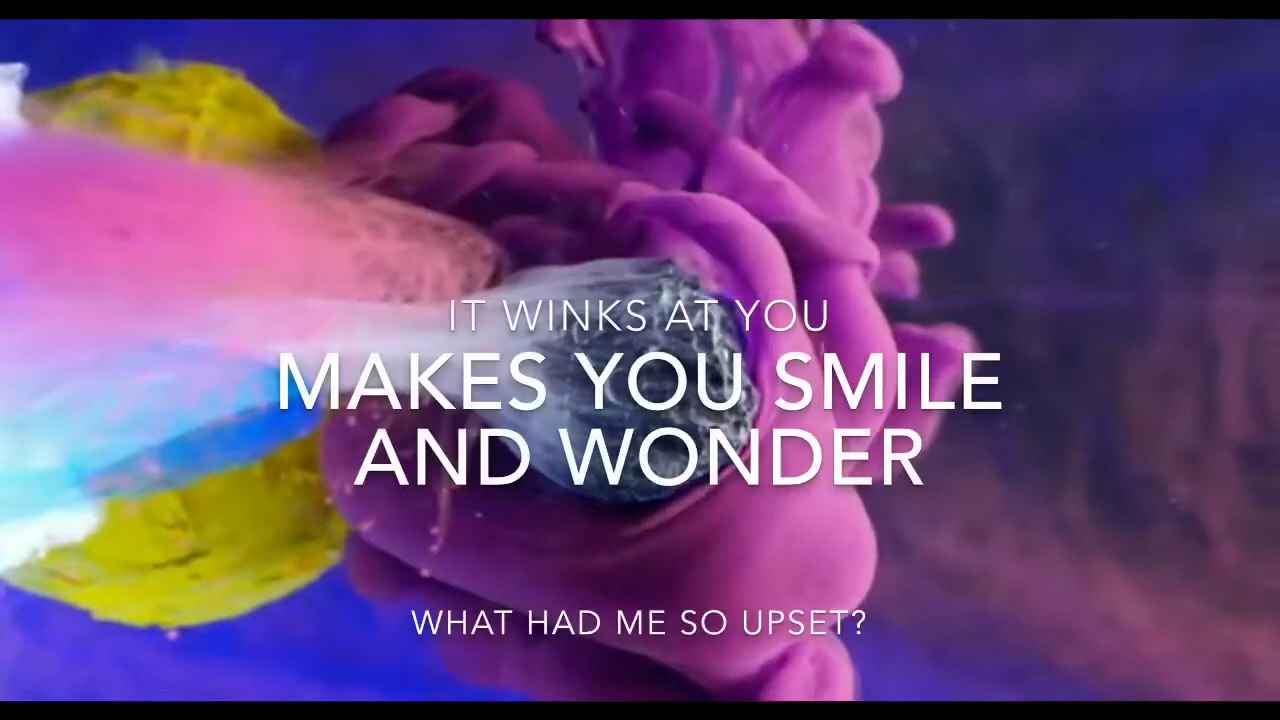 IT WINKS AT YOU
MAKES YOU SMILE
AND WONDER
WHAT HAD ME SO UPSET?